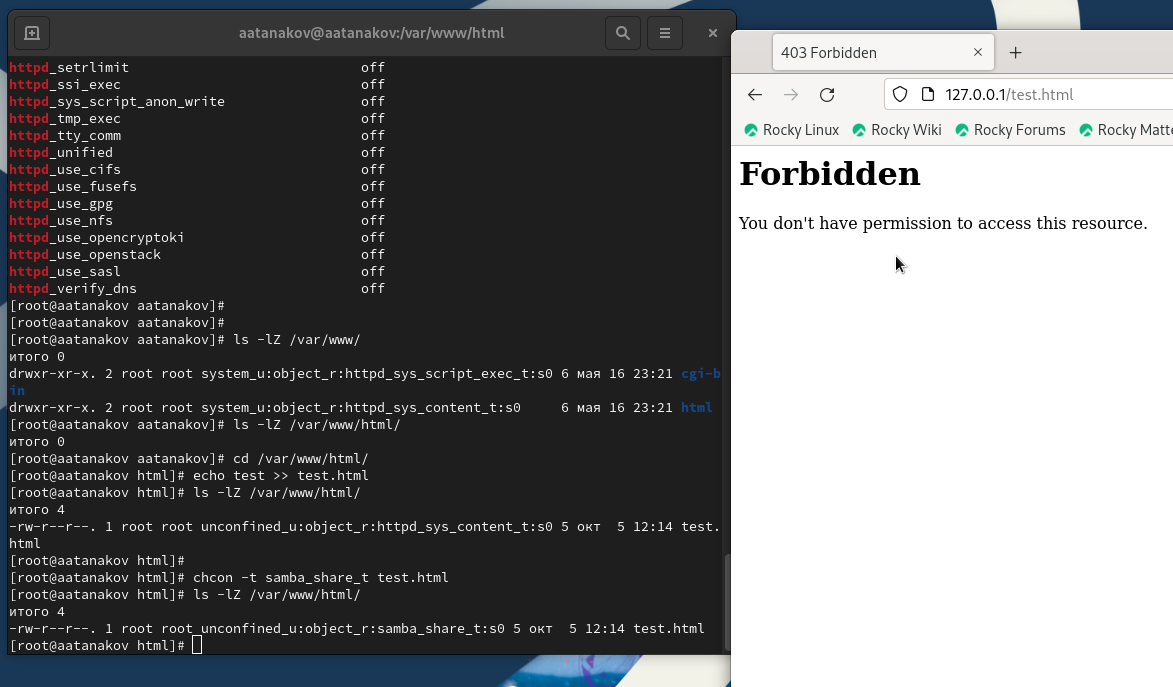 aatanakov@aatanakov:/var/www/html
httpd_setrlimit off
httpd_ssi_exec off
httpd_sys_script_anon_write off
httpd_tmp_exec off
httpd_tty_comm off
httpd_unified off
httpd_use_cifs off
httpd_use_fusefs off
httpd_use_gpg off
httpd_use_nfs off
httpd_use_opencryptoki off
httpd_use_openstack off
httpd_use_sasl off
httpd_verify_dns off
[root@aatanakov aatanakov]#
[root@aatanakov aatanakov]#
[root@aatanakov aatanakov]# ls -lZ /var/www/
итого 0
drwxr-xr-x. 2 root root system_u:object_r:httpd_sys_script_exec_t:s0 6 мая 16 23:21 cgi-b
in
drwxr-xr-x. 2 root root system_u:object_r:httpd_sys_content_t:s0 6 мая 16 23:21 html
[root@aatanakov aatanakov]# ls -lZ /var/www/html/
итого 0
[root@aatanakov aatanakov]# cd /var/www/html/
[root@aatanakov html]# echo test >> test.html
[root@aatanakov html]# ls -lZ /var/www/html/
итого 4
-rw-r--r--. 1 root root unconfined_u:object_r:httpd_sys_content_t:s0 5 окт 5 12:14 test.
html
[root@aatanakov html]#
[root@aatanakov html]# chcon -t samba_share_t test.html
[root@aatanakov html]# ls -lZ /var/www/html/
итого 4
-rw-r--r--. 1 root root unconfined_u:object_r:samba_share_t:s0 5 окт 5 12:14 test.html
[root@aatanakov html]#
403 Forbidden
127.0.0.1/test.html
Rocky Linux Rocky Wiki Rocky Forums Rocky Matte
Forbidden
You don't have permission to access this resource.